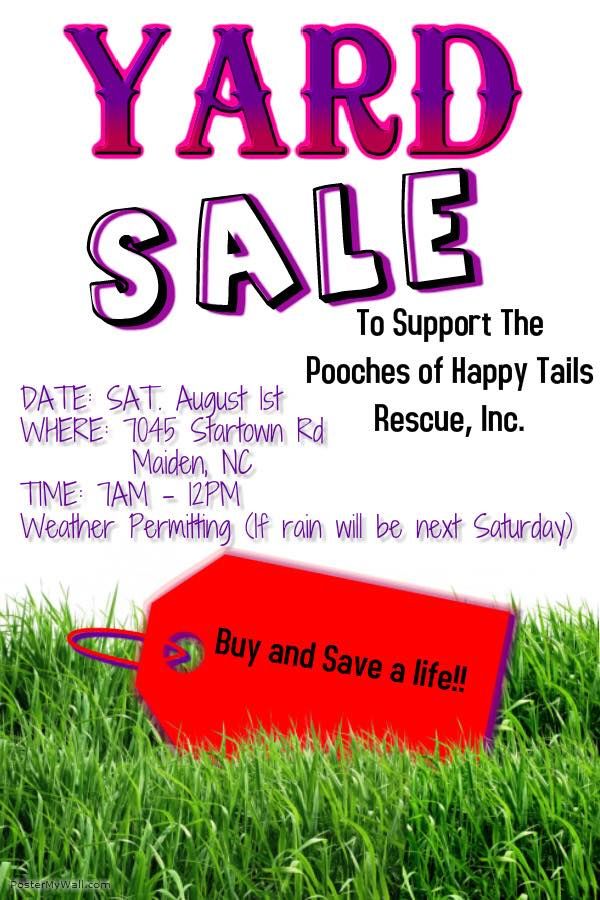 YARD
SALE
To Support The
Pooches of Happy Tails
Rescue, Inc.
DATE: SAT. August 1st
WHERE: 7045 Startown Rd
Maiden, NC
TIME: 7AM - 12PM
Weather Permitting (If rain will be next Saturday)
Buy and Save a life!!
PosterMyWall.com